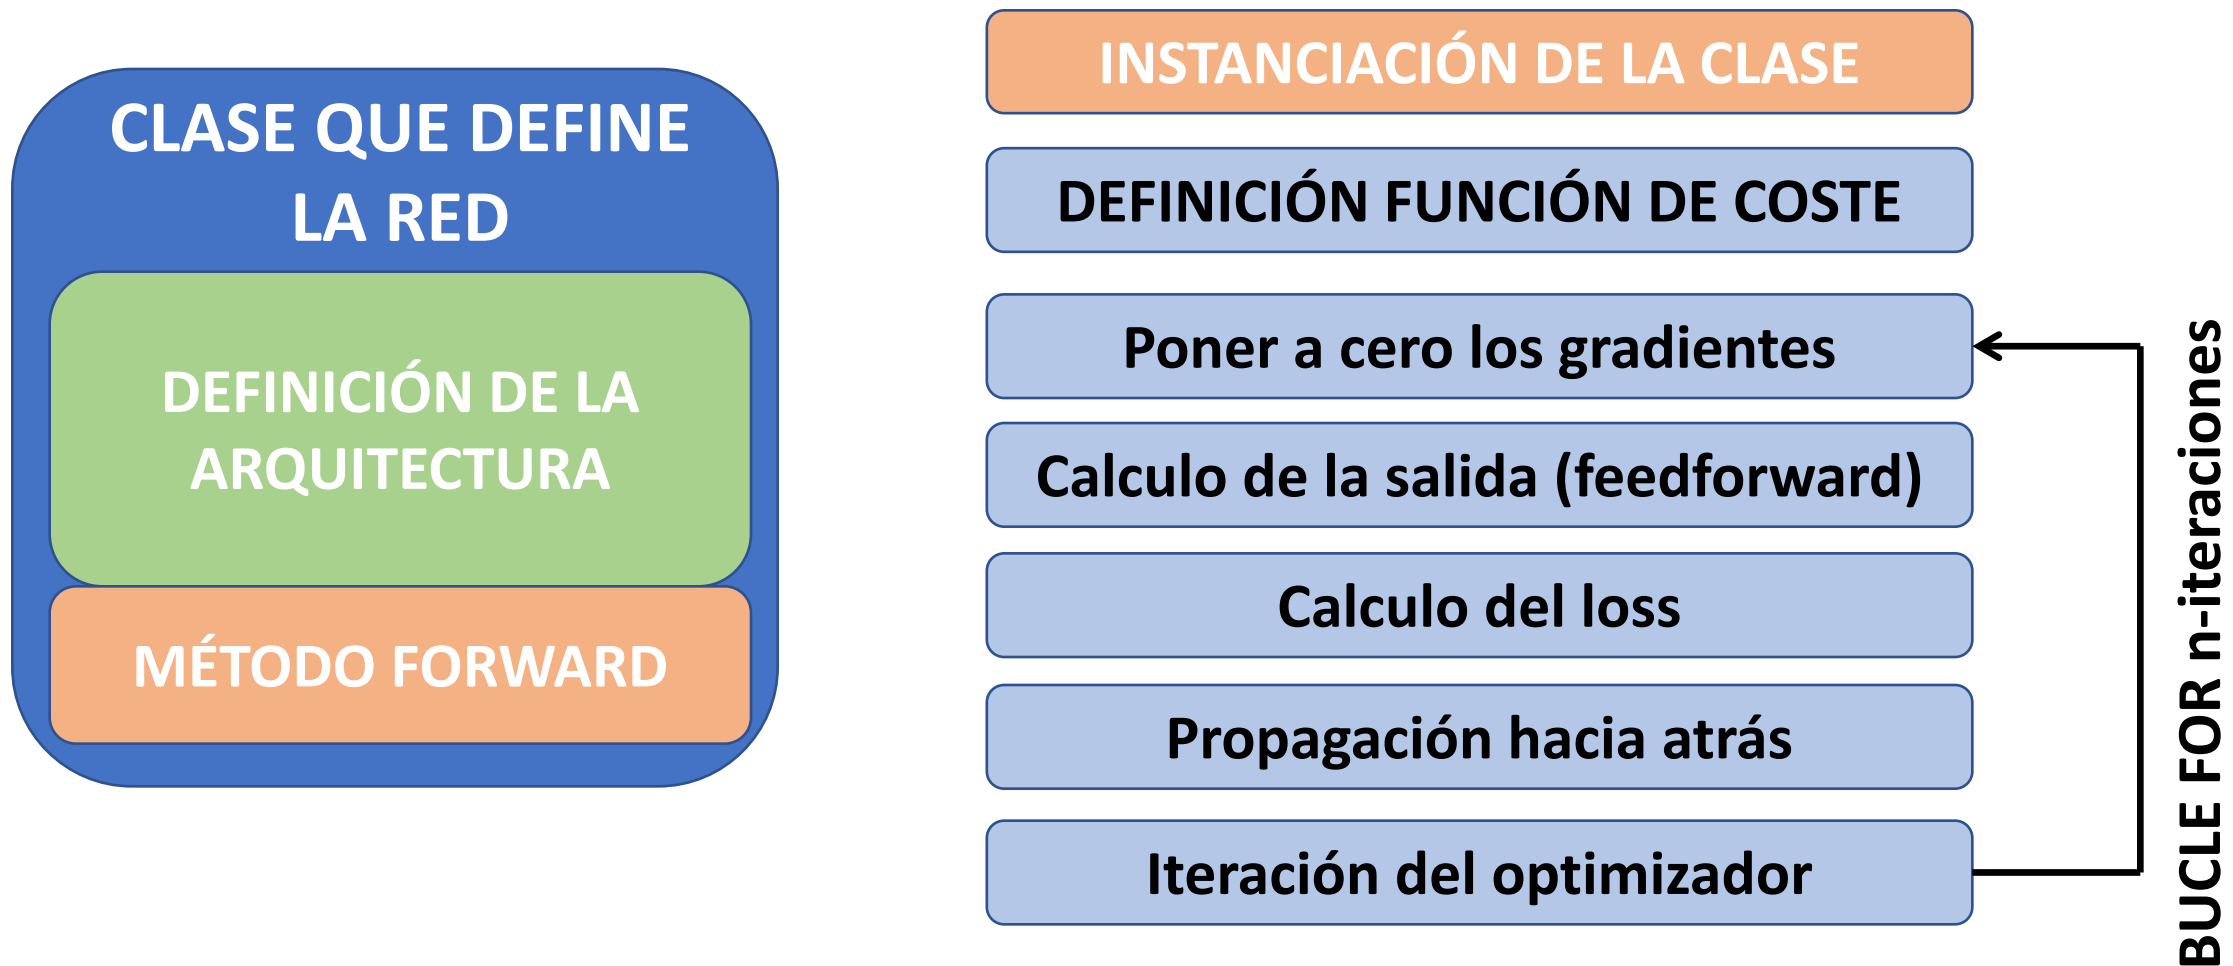 CLASE QUE DEFINE
LA RED
DEFINICIÓN DE LA
ARQUITECTURA
MÉTODO FORWARD
INSTANCIACIÓN DE LA CLASE
DEFINICIÓN FUNCIÓN DE COSTE
Poner a cero los gradientes
Calculo de la salida (feedforward)
Calculo del loss
Propagación hacia atrás
Iteración del optimizador
BUCLE FOR n-iteraciones